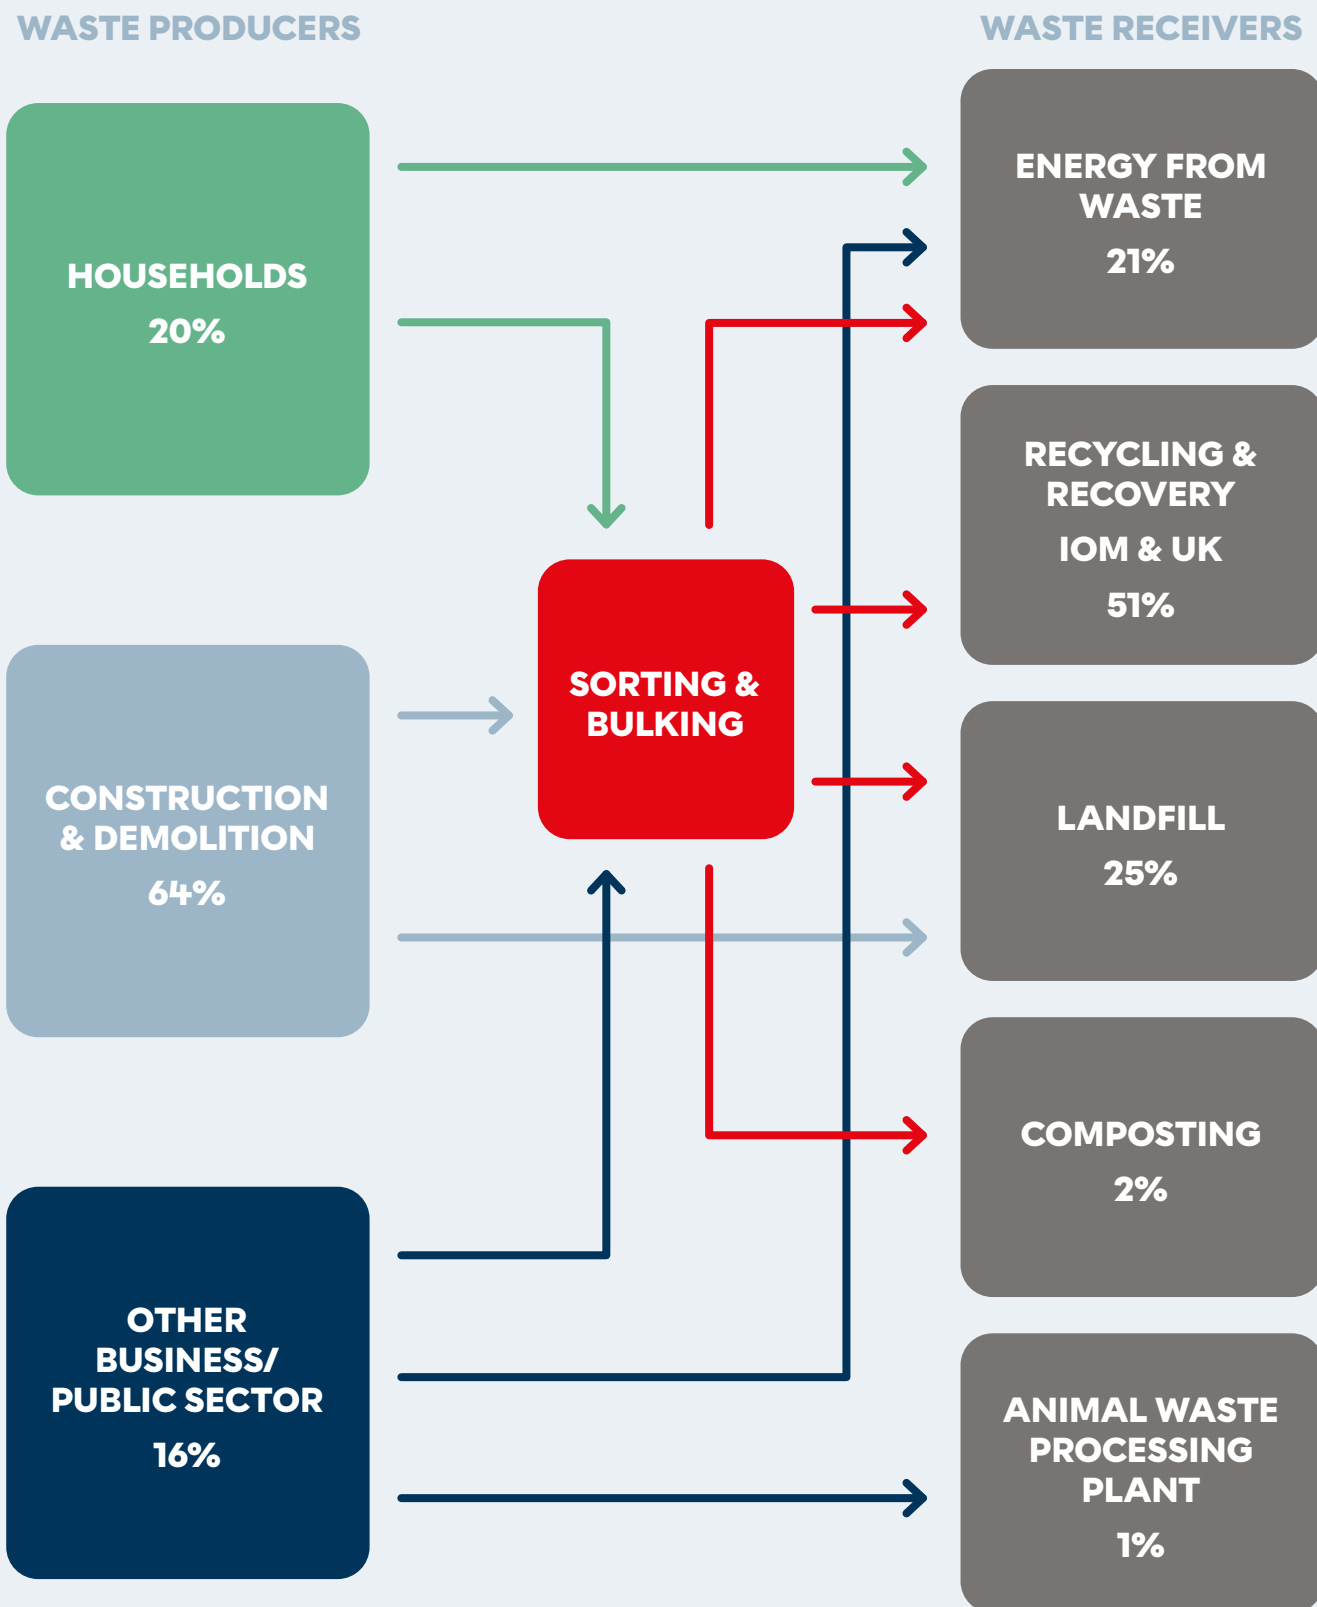 WASTE PRODUCERS
WASTE RECEIVERS
HOUSEHOLDS
20%
CONSTRUCTION
& DEMOLITION
64%
OTHER
BUSINESS/
PUBLIC SECTOR
16%
SORTING &
BULKING
ENERGY FROM
WASTE
21%
RECYCLING &
RECOVERY
IOM & UK
51%
LANDFILL
25%
COMPOSTING
2%
ANIMAL WASTE
PROCESSING
PLANT
1%